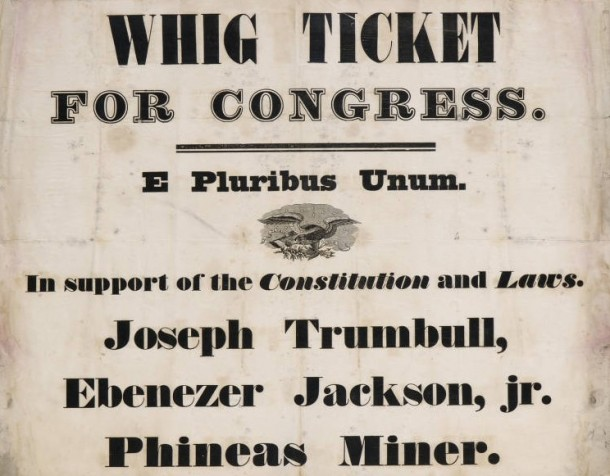 WHIG TICKET
FOR CONGRESS.
E Pluribus Unum.
In support of the Constitution and Laws.
Joseph Trumbull,
Ebenezer Jackson, jr.
Phineas Miner.